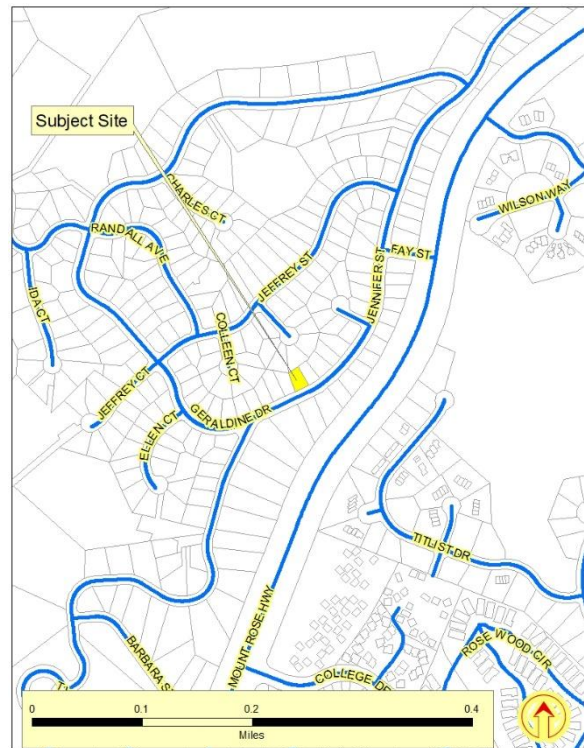 Subject Site
CHARLES CT
WILSON WAY
RANDALL AVE
FAY ST
JEFFREY ST
JENNIFER ST
IDA CT
COLLEEN CT
JEFFREY CT
GERALDINE DR
ELLEN CT
TITLIST DR
MOUNT ROSE HWY
ROSE WOOD CIR
BARBARA S
COLLEGE DR
0 0.1 0.2 0.4
Miles